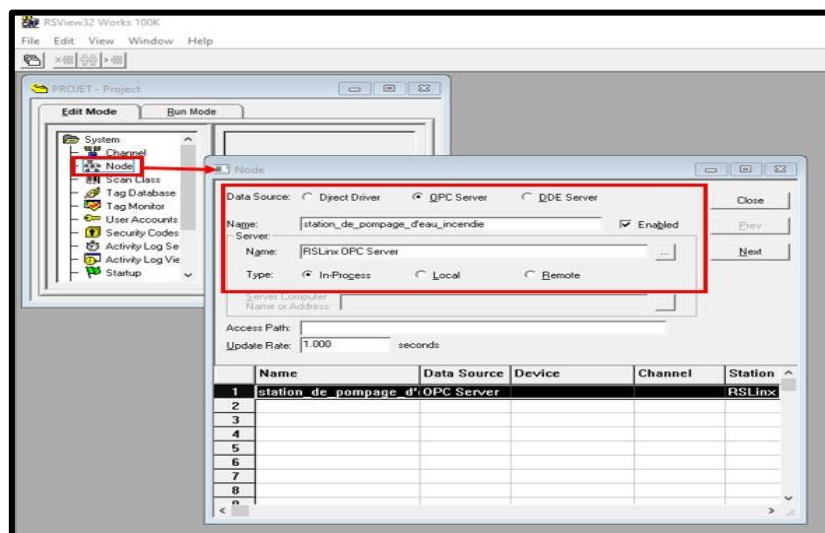 RSView32 Works 100K
File Edit View Window Help
PROJET - Project
Edit Mode Run Mode
System
Channel
Node
Scan Class
Tag Database
Tag Monitor
User Accounts
Security Codes
Activity Log Se
Activity Log Vie
Startup
Node
Data Source: Direct Driver OPC Server DDE Server
Close
Name: station_de_pompage_d'eau_incendie Enabled
Prev
Server:
Name: RSLinx OPC Server ...
Next
Type: In-Process Local Remote
Server Computer
Name or Address: ...
Access Path:
Update Rate: 1.000 seconds
Name Data Source Device Channel Station
1 station_de_pompage_d'(OPC Server RSLinx
2
3
4
5
6
7
8
9